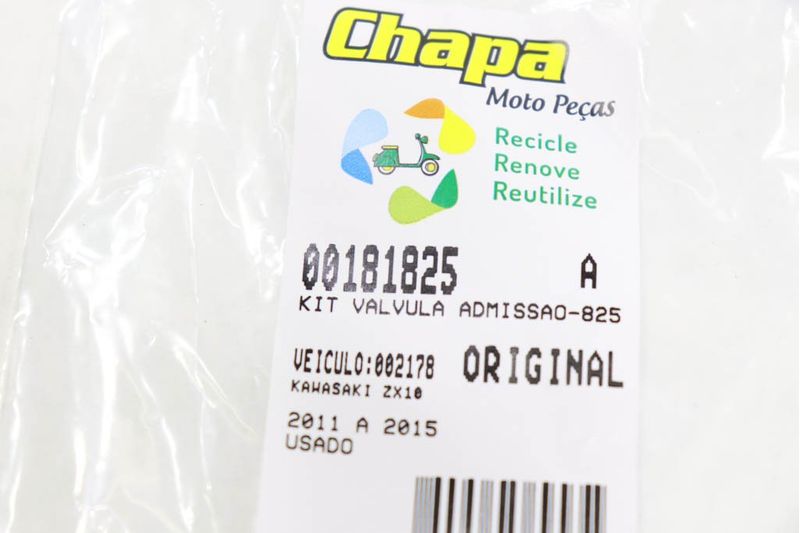 Chapa
Moto Peças
Recicle
Renove
Reutilize
00181825 A
KIT VALVULA ADMISSAO-825
VEICULO:002178 ORIGINAL
KAWASAKI ZX10
2011 A 2015
USADO